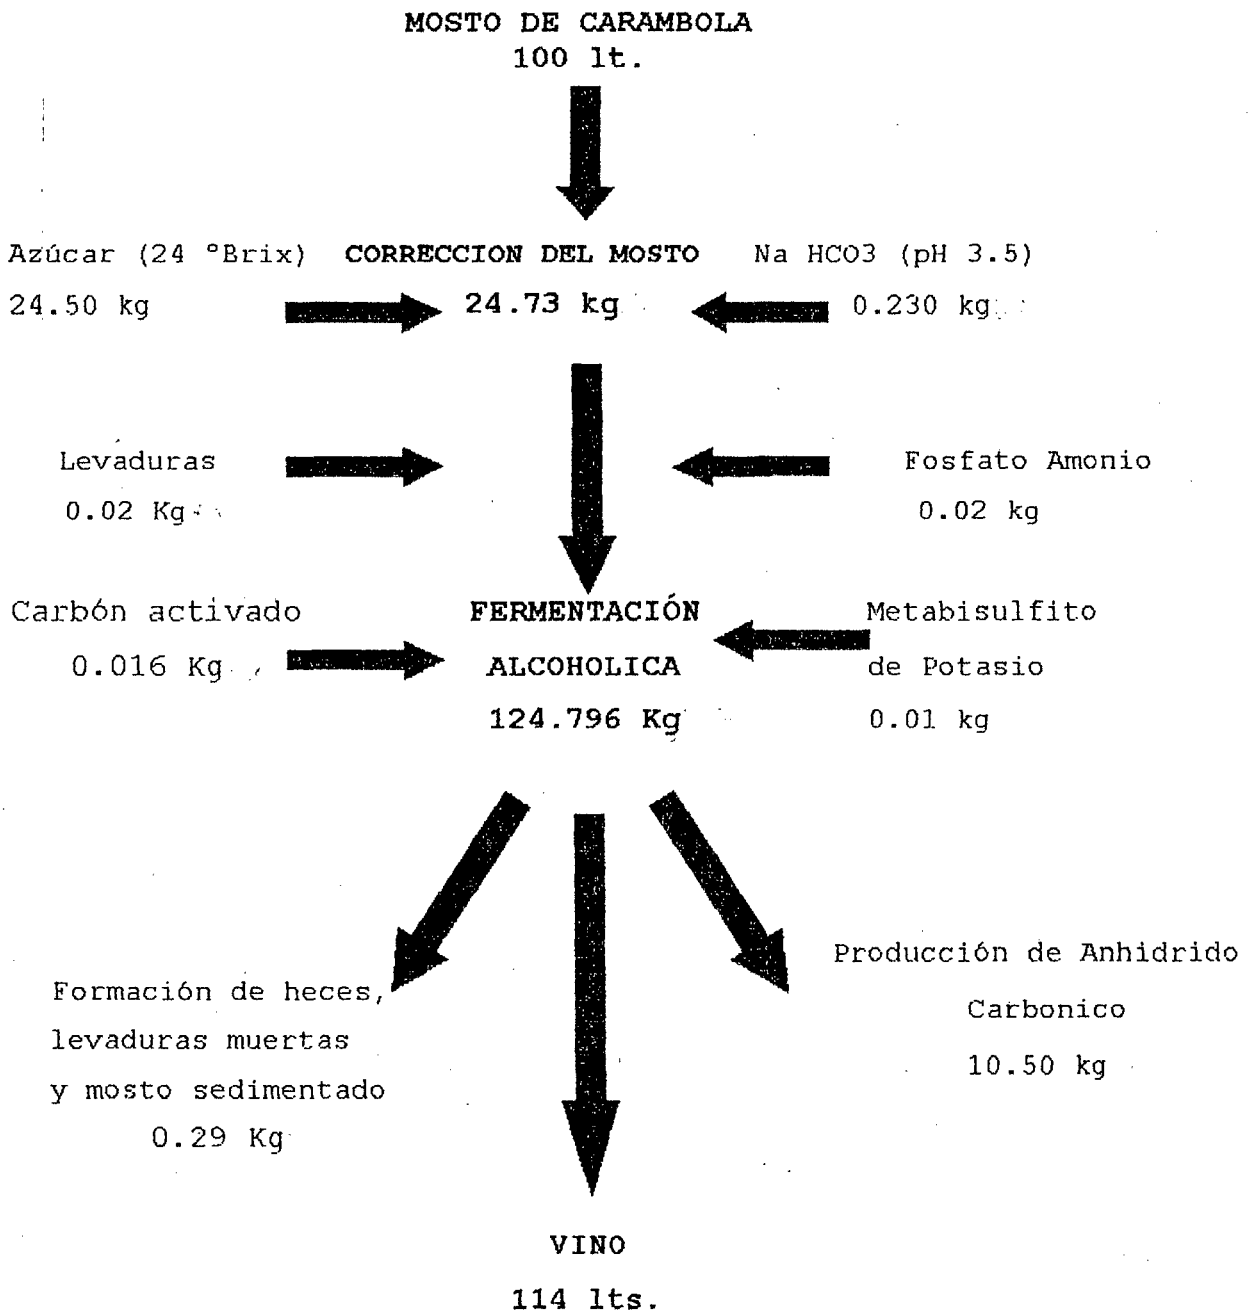 MOSTO DE CARAMBOLA
100 lt.
Azúcar (24 °Brix) CORRECCION DEL MOSTO Na HCO3 (pH 3.5)
24.50 kg 24.73 kg 0.230 kg
Levaduras Fosfato Amonio
0.02 Kg 0.02 kg
Carbón activado FERMENTACIÓN Metabisulfito
0.016 Kg ALCOHOLICA de Potasio
124.796 Kg 0.01 kg
Formación de heces,
levaduras muertas
y mosto sedimentado
0.29 Kg
Producción de Anhidrido
Carbonico
10.50 kg
VINO
114 lts.